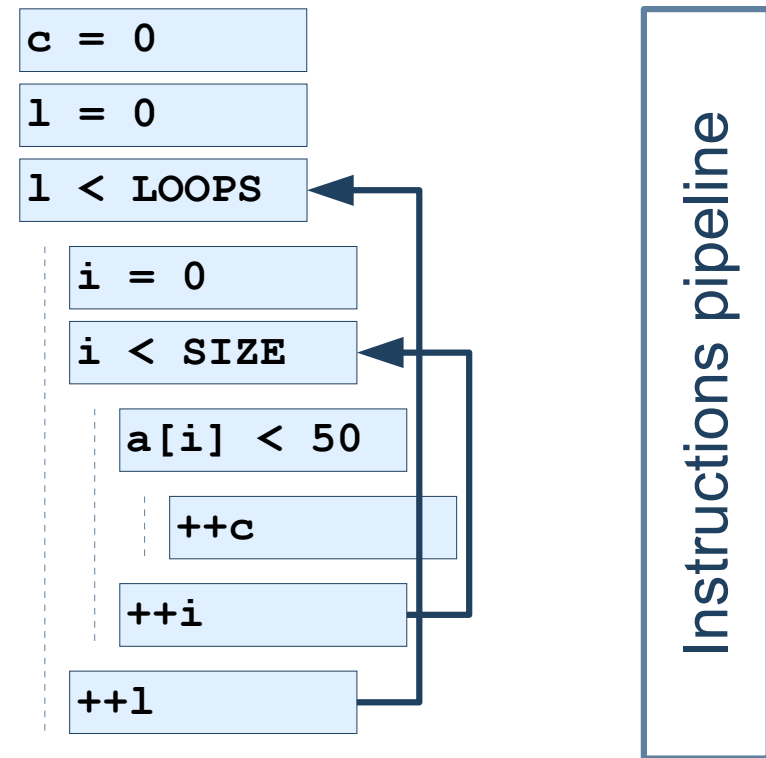 c = 0
l = 0
l < LOOPS
i = 0
i < SIZE
a[i] < 50
++c
++i
++l
Instructions pipeline